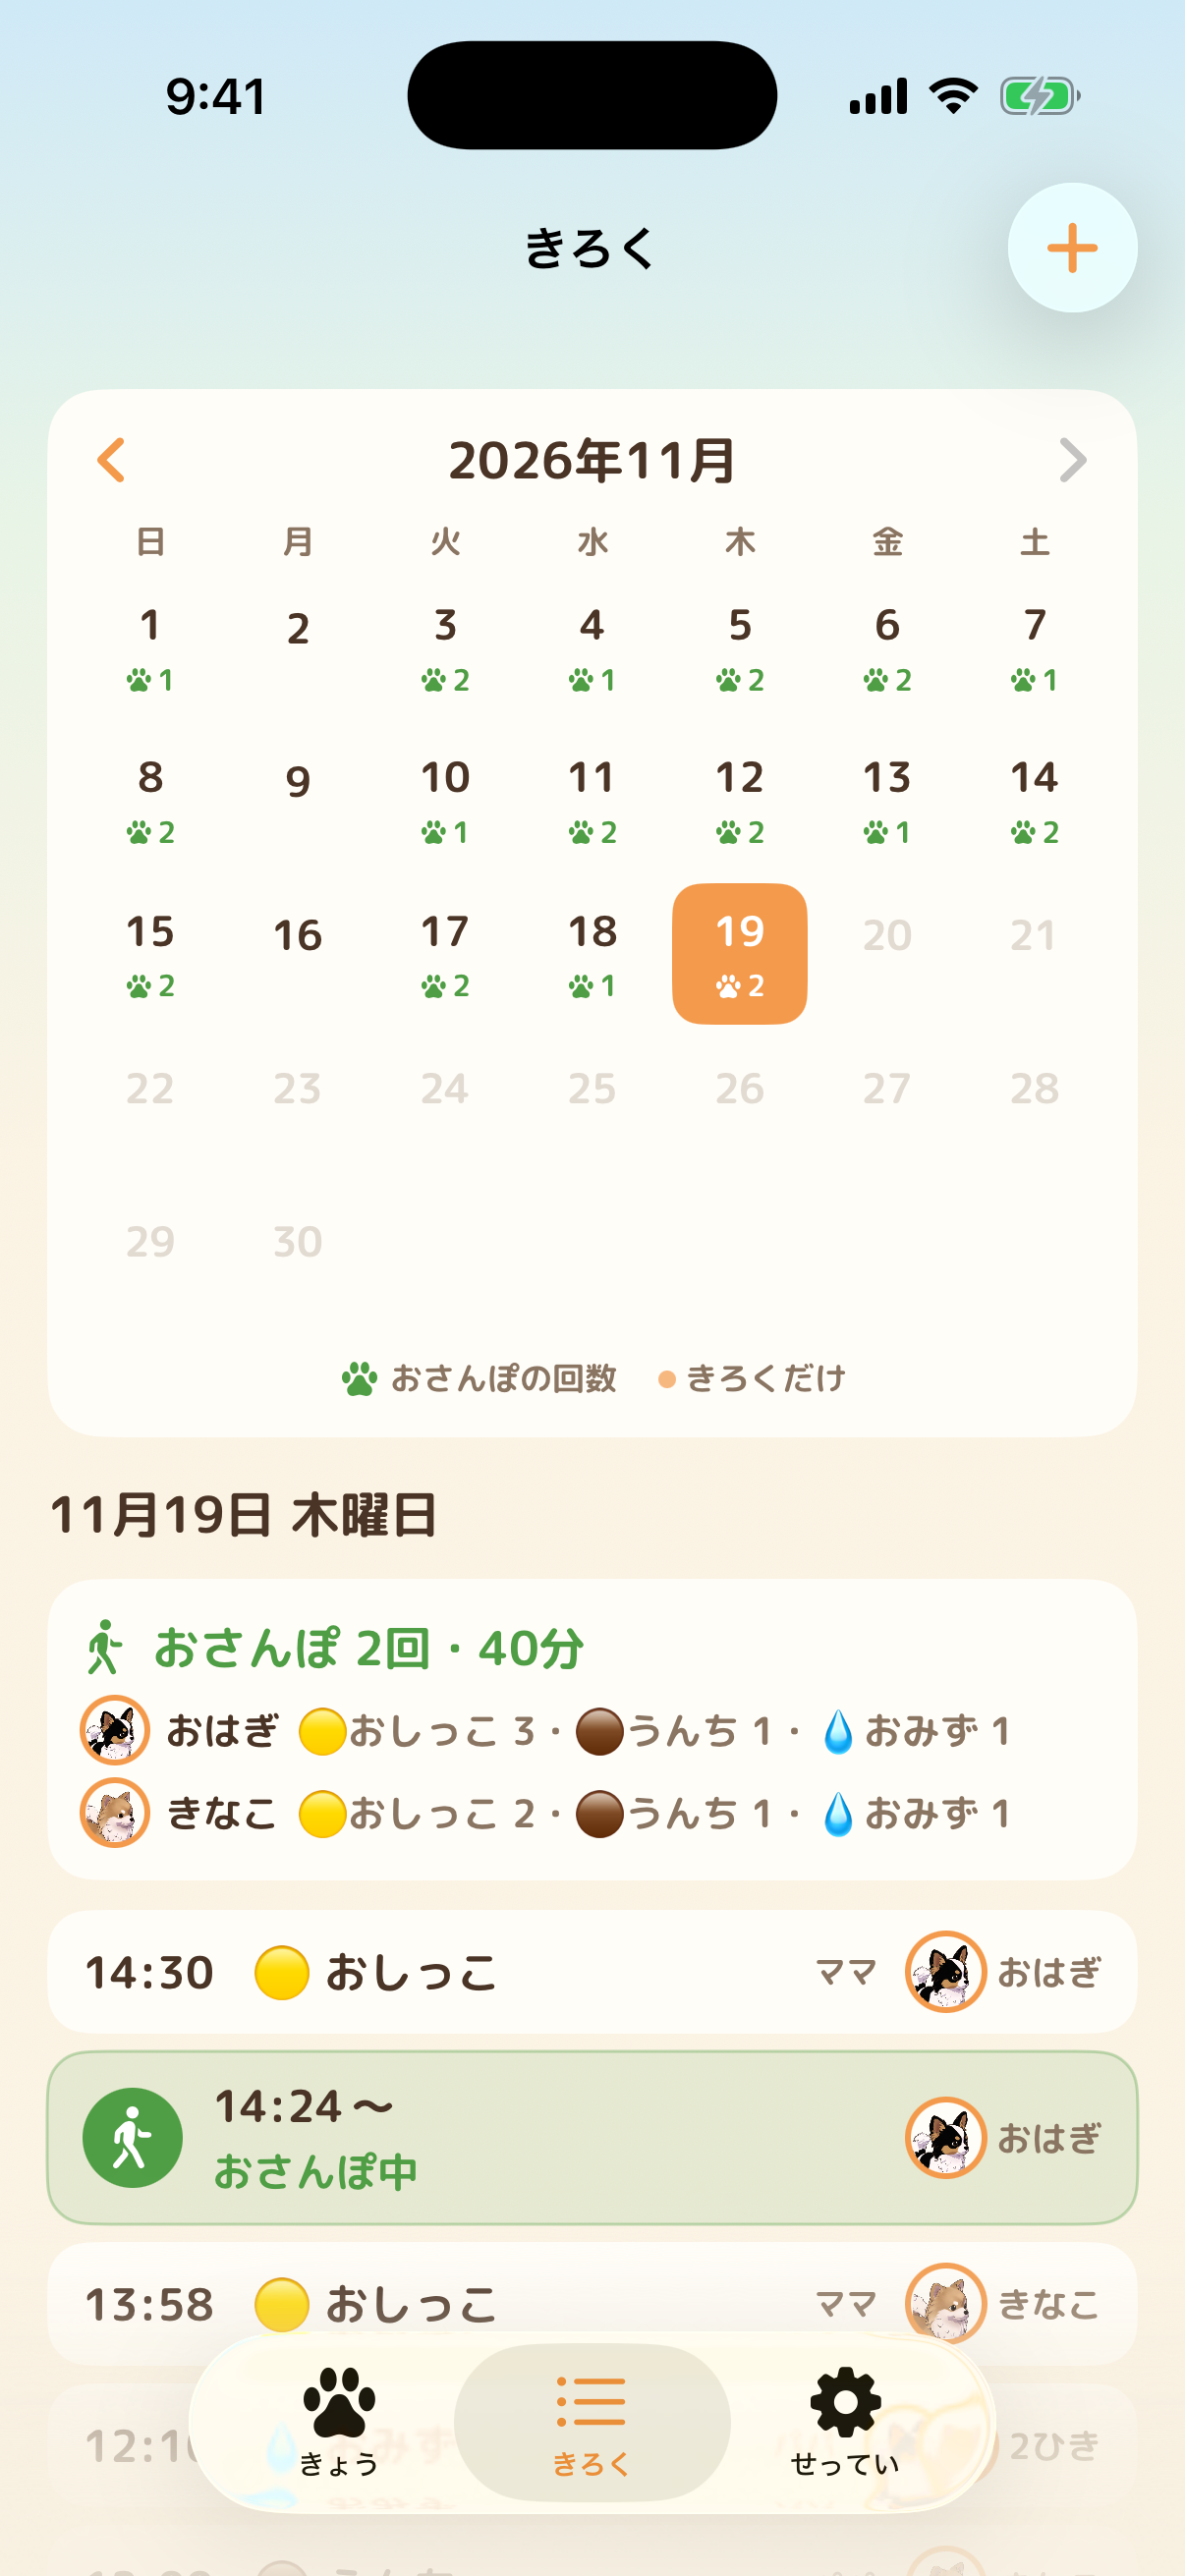 9:41
きろく
2026年11月
日 月 火 水 木 金 土
1 2 3 4 5 6 7
1 2 1 2 2 1
8 9 10 11 12 13 14
2 1 2 2 1 2
15 16 17 18 19 20 21
2 2 1 2
22 23 24 25 26 27 28
29 30
おさんぽの回数 きろくだけ
11月19日 木曜日
おさんぽ 2回・40分
おはぎ おしっこ 3・うんち 1・おみず 1
きなこ おしっこ 2・うんち 1・おみず 1
14:30 おしっこ ママ おはぎ
14:24 〜
おさんぽ中
おはぎ
13:58 おしっこ ママ きなこ
2ひき
きょう きろく せってい